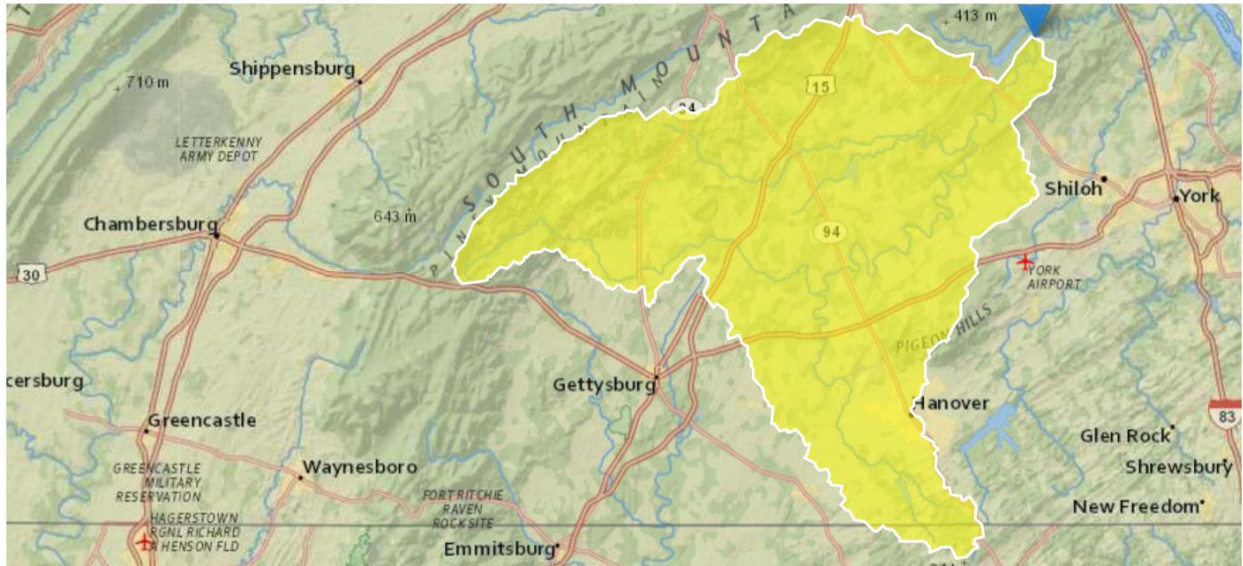 413 m
SOUTH MOUNTA
Shippensburg
710 m
15
LETTERKENNY
ARMY DEPOT
Shiloh
York
643 m
Chambersburg
94
30
YORK
AIRPORT
PIGEON HILLS
cersburg
Gettysburg
Hanover
83
Greencastle
Glen Rock
Waynesboro
Shrewsbury
GREENCASTLE
MILITARY
RESERVATION
FORT RITCHIE
RAVEN
ROCK SITE
New Freedom
HAGERSTOWN
RGNL RICHARD
A HENSON FLD
Emmitsburg